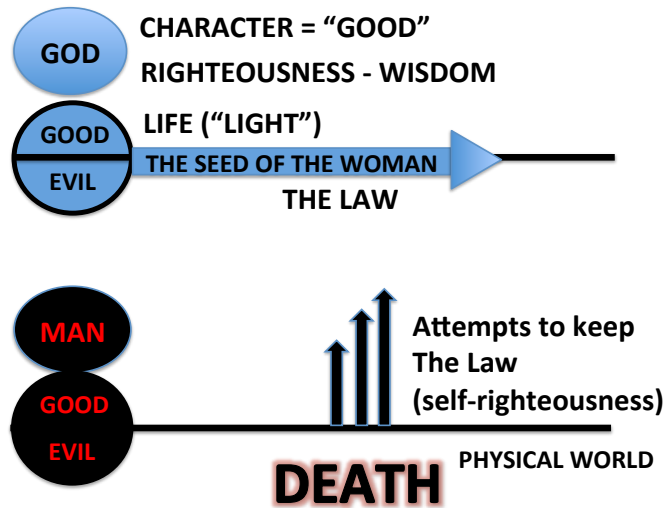 GOD
CHARACTER = “GOOD”
RIGHTEOUSNESS - WISDOM
GOOD
EVIL
LIFE (“LIGHT”)
THE SEED OF THE WOMAN
THE LAW
MAN
GOOD
EVIL
Attempts to keep
The Law
(self-righteousness)
DEATH
PHYSICAL WORLD